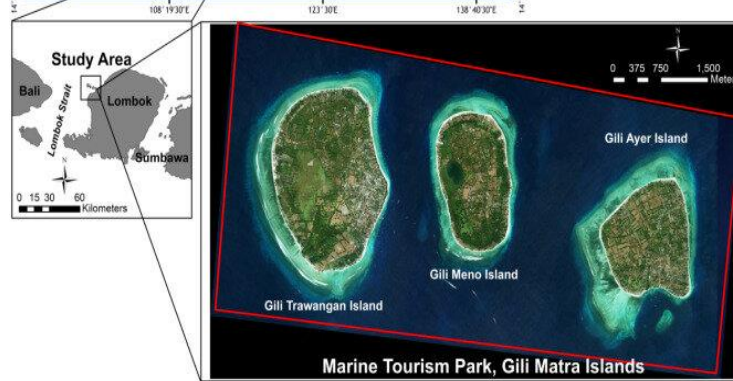 108°19'30"E
123°30'E
138°40'30"E
14°
14°
Study Area
Bali
Lombok Strait
Lombok
Sumbawa
N
0 15 30 60
Kilometers
N
0 375 750 1,500
Gili Ayer Island
Gili Meno Island
Gili Trawangan Island
Marine Tourism Park, Gili Matra Islands